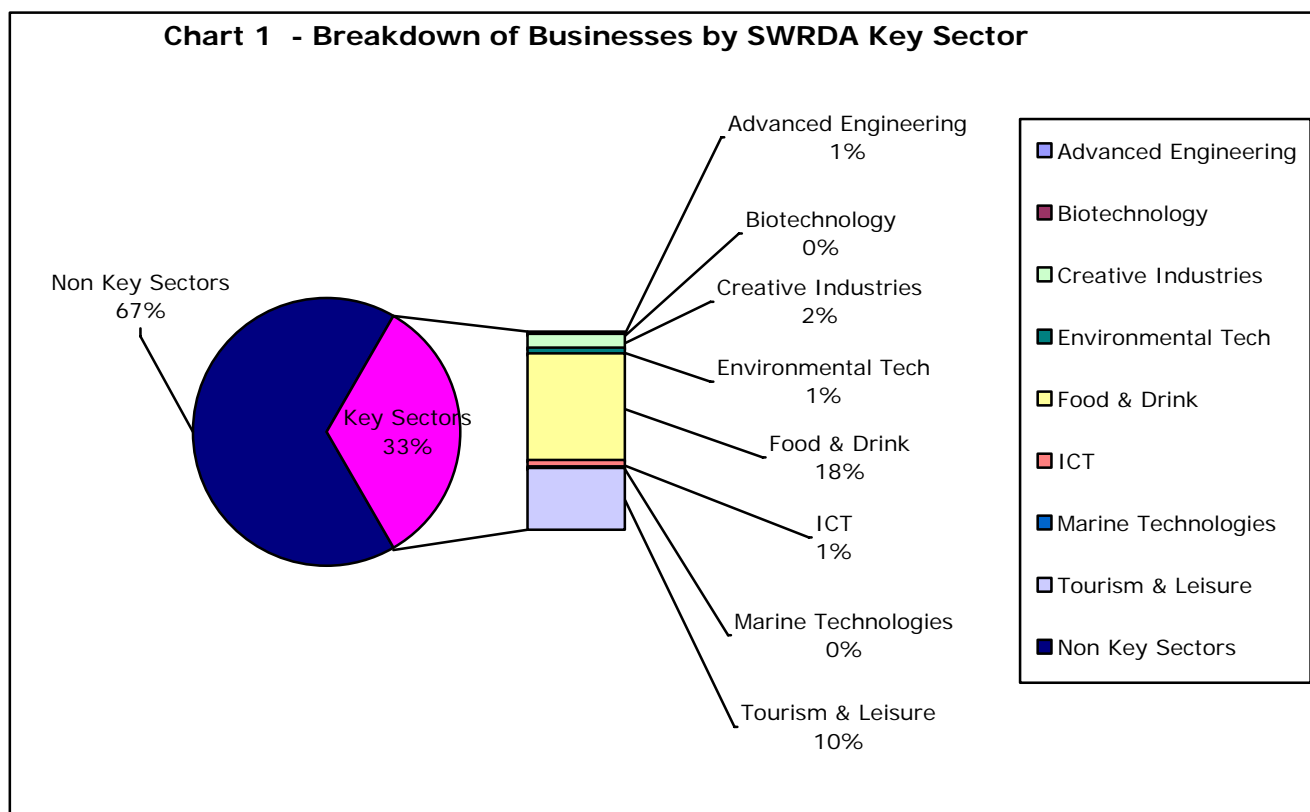 Chart 1 - Breakdown of Businesses by SWRDA Key Sector
Non Key Sectors
67%
Key Sectors
33%
Advanced Engineering
1%
Biotechnology
0%
Creative Industries
2%
Environmental Tech
1%
Food & Drink
18%
ICT
1%
Marine Technologies
0%
Tourism & Leisure
10%
Advanced Engineering
Biotechnology
Creative Industries
Environmental Tech
Food & Drink
ICT
Marine Technologies
Tourism & Leisure
Non Key Sectors